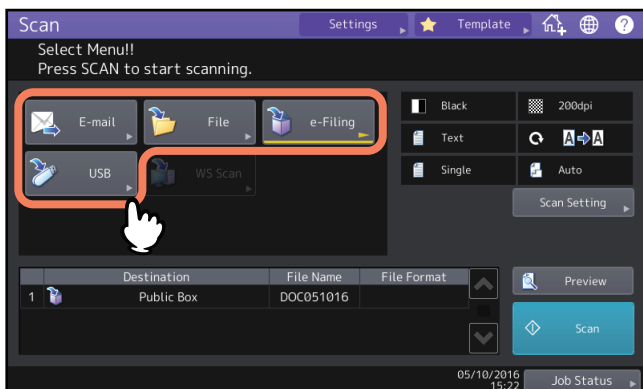 Scan
Settings
Template
?
Select Menu!!
Press SCAN to start scanning.
E-mail
File
e-Filing
USB
WS Scan
Black
200dpi
Text
A A
Single
Auto
Scan Setting
Destination File Name File Format
1 Public Box DOC051016
Preview
Scan
05/10/2016
15:22
Job Status